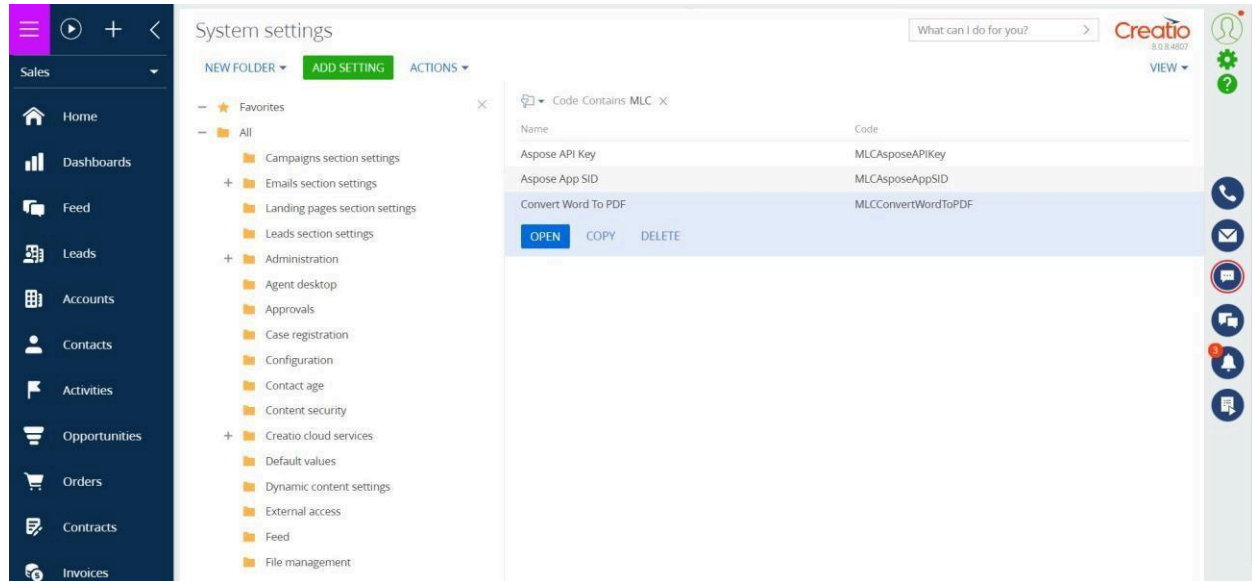 System settings
What can I do for you?
Creatio
8.0.8.4807
Sales
NEW FOLDER
ADD SETTING
ACTIONS
VIEW
Home
Dashboards
Feed
Leads
Accounts
Contacts
Activities
Opportunities
Orders
Contracts
Invoices
Favorites
All
Campaigns section settings
Emails section settings
Landing pages section settings
Leads section settings
Administration
Agent desktop
Approvals
Case registration
Configuration
Contact age
Content security
Creatio cloud services
Default values
Dynamic content settings
External access
Feed
File management
Code Contains MLC
Name Code
Aspose API Key MLCAsposeAPIKey
Aspose App SID MLCAsposeAppSID
Convert Word To PDF MLCConvertWordToPDF
OPEN COPY DELETE
3